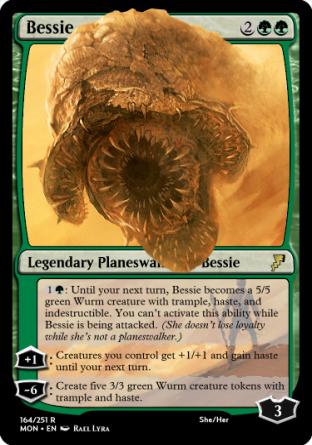 Bessie 2
Legendary Planeswa Bessie
1 : Until your next turn, Bessie becomes a 5/5
green Wurm creature with trample, haste, and
indestructible. You can't activate this ability while
Bessie is being attacked. (She doesn't lose loyalty
while she's not a planeswalker.)
+1 : Creatures you control get +1/+1 and gain haste
until your next turn.
-6 : Create five 3/3 green Wurm creature tokens with
trample and haste.
3
164/251 R She/Her
MON • EN RAEL LYRA